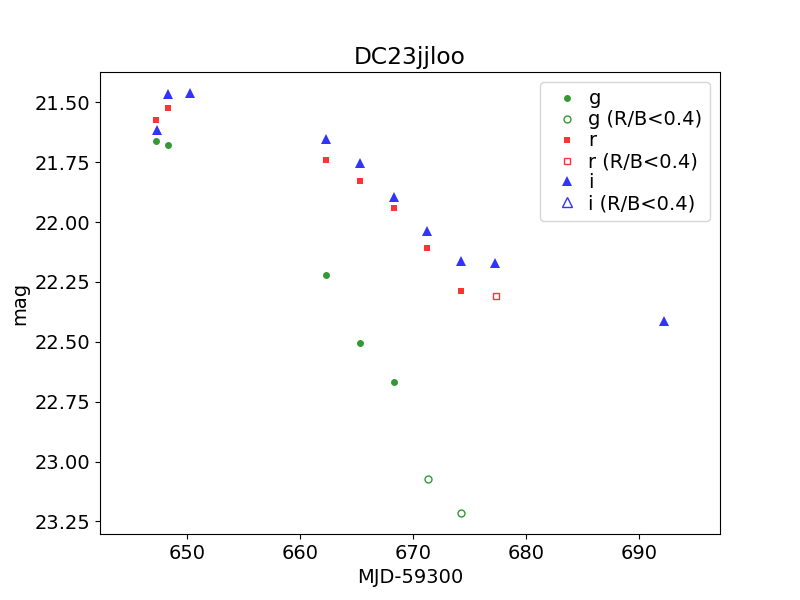 DC23jjloo
21.50
21.75
22.00
22.25
22.50
22.75
23.00
23.25
mag
g
g (R/B<0.4)
r
r (R/B<0.4)
i
i (R/B<0.4)
650
660
670
680
690
MJD-59300